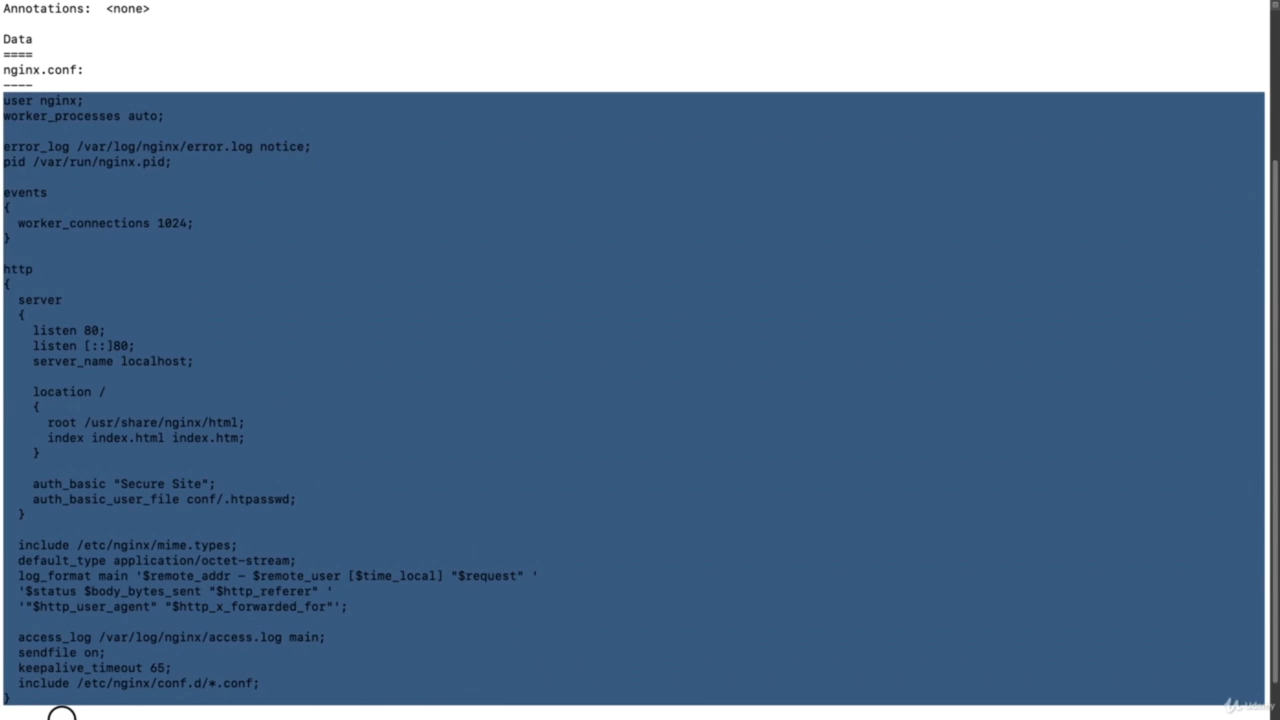 Annotations:  <none>

Data
====
nginx.conf:
----
user nginx;
worker_processes auto;

error_log /var/log/nginx/error.log notice;
pid /var/run/nginx.pid;

events
{
  worker_connections 1024;
}

http
{
  server
  {
    listen 80;
    listen [::]80;
    server_name localhost;

    location /
    {
      root /usr/share/nginx/html;
      index index.html index.htm;
    }

    auth_basic "Secure Site";
    auth_basic_user_file conf/.htpasswd;
  }

  include /etc/nginx/mime.types;
  default_type application/octet-stream;
  log_format main '$remote_addr - $remote_user [$time_local] "$request" '
  '$status $body_bytes_sent "$http_referer" '
  '"$http_user_agent" "$http_x_forwarded_for"';

  access_log /var/log/nginx/access.log main;
  sendfile on;
  keepalive_timeout 65;
  include /etc/nginx/conf.d/*.conf;
}
Udemy